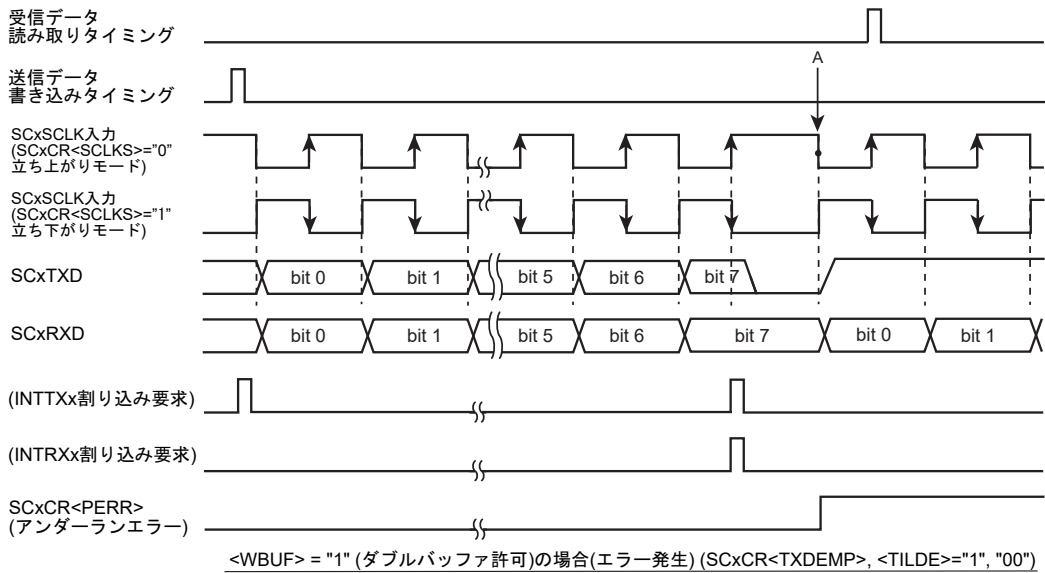 受信データ
読み取りタイミング
A
送信データ
書き込みタイミング
SCxSCLK入力
(SCxCR<SCLKS>="0"
立ち上がりモード)
SCxSCLK入力
(SCxCR<SCLKS>="1"
立ち下がりモード)
SCxTXD
bit 0 bit 1 bit 5 bit 6 bit 7
SCxRXD
bit 0 bit 1 bit 5 bit 6 bit 7 bit 0 bit 1
(INTTXx割り込み要求)
(INTRXx割り込み要求)
SCxCR<PERR>
(アンダーランエラー)
<WBUF> = "1" (ダブルバッファ許可)の場合(エラー発生) (SCxCR<TXDEMP>, <TILDE>="1", "00")